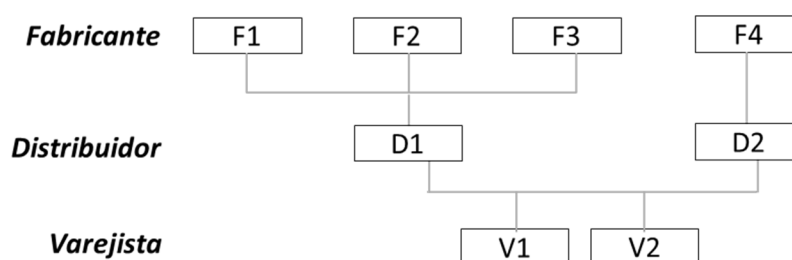 Fabricante F1 F2 F3 F4
Distribuidor D1 D2
Varejista V1 V2